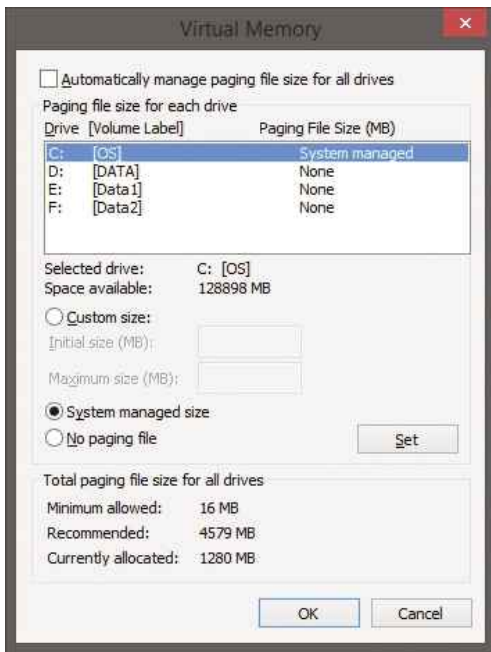 Virtual Memory
Automatically manage paging file size for all drives
Paging file size for each drive
Drive [Volume Label] Paging File Size (MB)
C: [OS] System managed
D: [DATA] None
E: [Data1] None
F: [Data2] None
Selected drive: C: [OS]
Space available: 128898 MB
Custom size:
Initial size (MB):
Maximum size (MB):
System managed size
No paging file Set
Total paging file size for all drives
Minimum allowed: 16 MB
Recommended: 4579 MB
Currently allocated: 1280 MB
OK Cancel